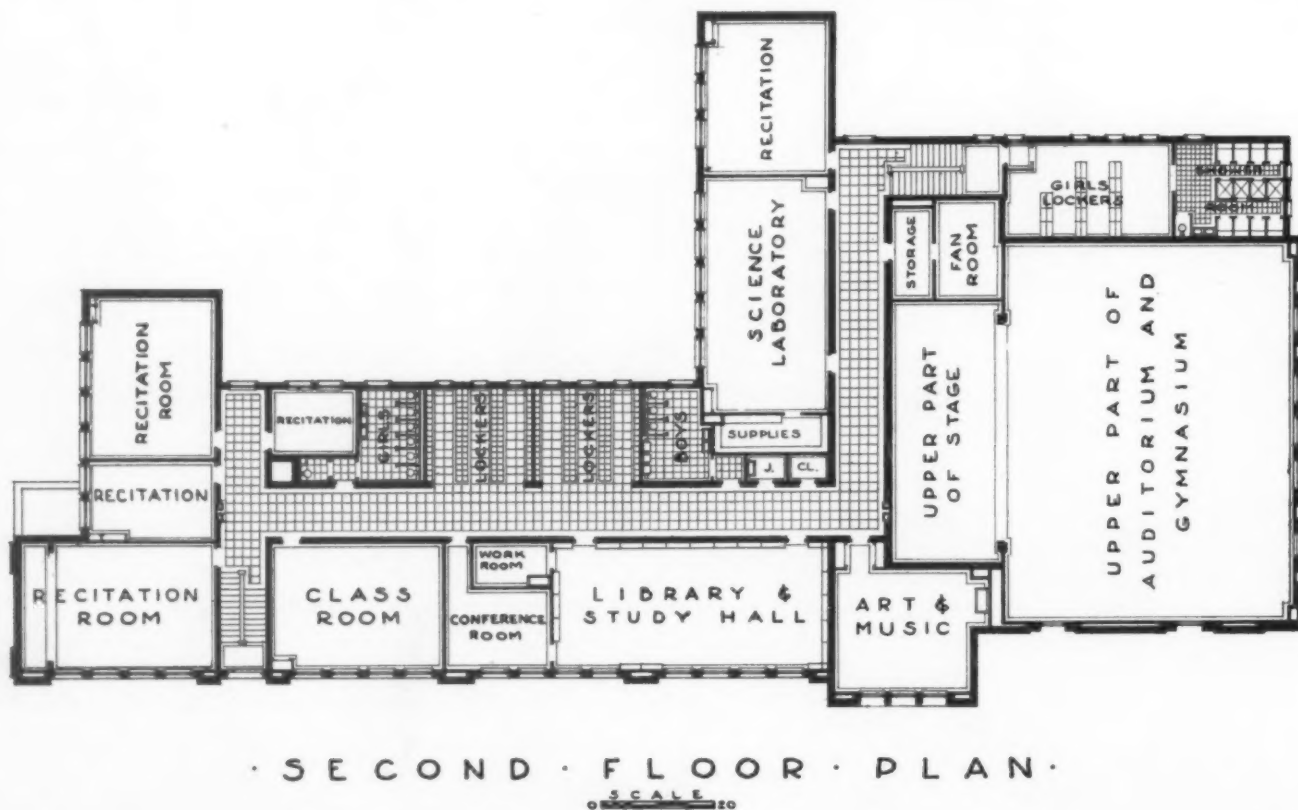 RECITATION
SCIENCE
LABORATORY
GIRLS
LOCKERS
SHOWER
ROOM
STORAGE
FAN
ROOM
UPPER PART
OF STAGE
UPPER PART OF
AUDITORIUM AND
GYMNASIUM
RECITATION
ROOM
RECITATION
GIRLS
LOCKERS
LOCKERS
BOYS
SUPPLIES
J.
CL.
RECITATION
RECITATION
ROOM
CLASS
ROOM
WORK
ROOM
CONFERENCE
ROOM
LIBRARY &
STUDY HALL
ART &
MUSIC
· SECOND · FLOOR · PLAN ·
SCALE
0 20